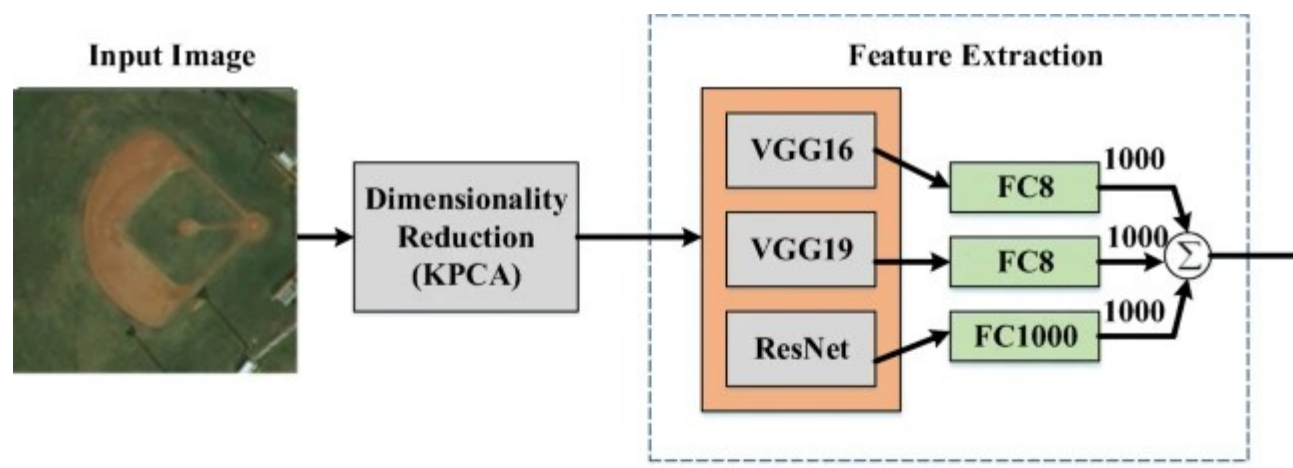 Input Image
Dimensionality
Reduction
(KPCA)
Feature Extraction
VGG16
VGG19
ResNet
FC8
1000
FC8
1000
FC1000
1000
Σ